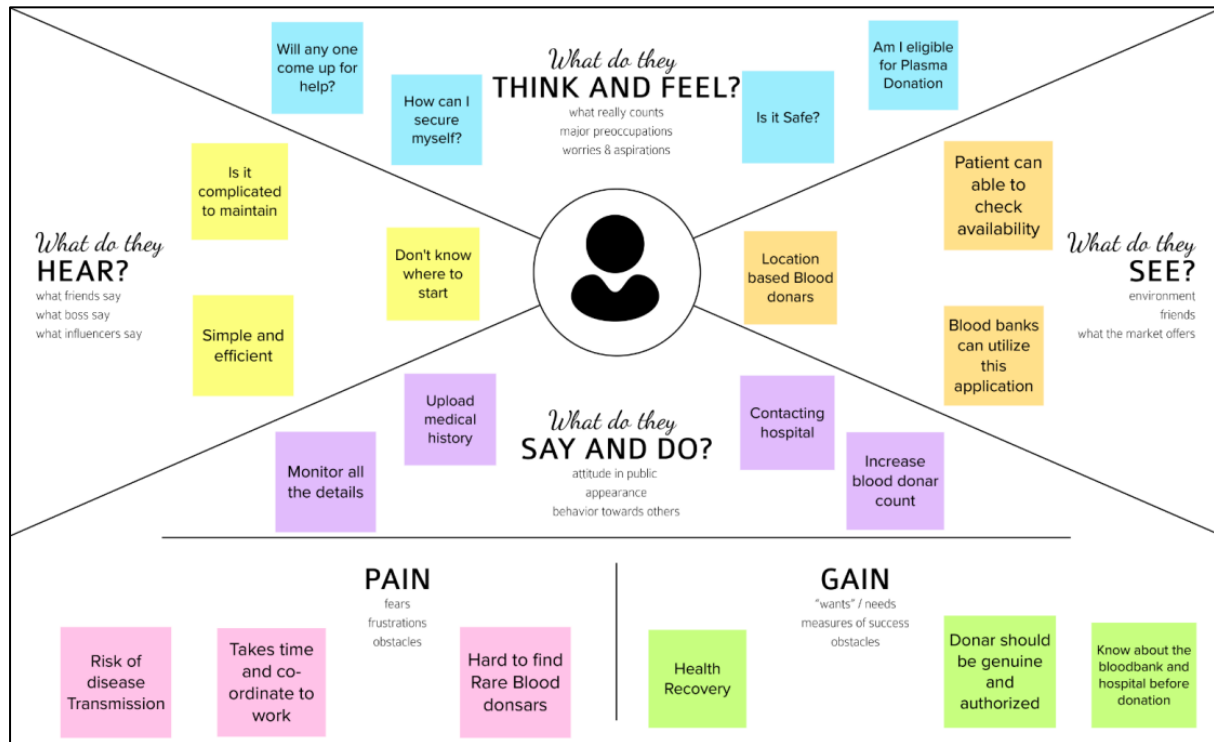 What do they
THINK AND FEEL?
what really counts
major preoccupations
worries & aspirations
Will any one
come up for
help?
How can I
secure
myself?
Is it Safe?
Am I eligible
for Plasma
Donation
What do they
HEAR?
what friends say
what boss say
what influencers say
Is it
complicated
to maintain
Don't know
where to
start
Simple and
efficient
What do they
SEE?
environment
friends
what the market offers
Patient can
able to
check
availability
Location
based Blood
donars
Blood banks
can utilize
this
application
What do they
SAY AND DO?
attitude in public
appearance
behavior towards others
Upload
medical
history
Monitor all
the details
Contacting
hospital
Increase
blood donar
count
PAIN
fears
frustrations
obstacles
Risk of
disease
Transmission
Takes time
and co-
ordinate to
work
Hard to find
Rare Blood
donsars
GAIN
"wants" / needs
measures of success
obstacles
Health
Recovery
Donar should
be genuine
and
authorized
Know about the
bloodbank and
hospital before
donation